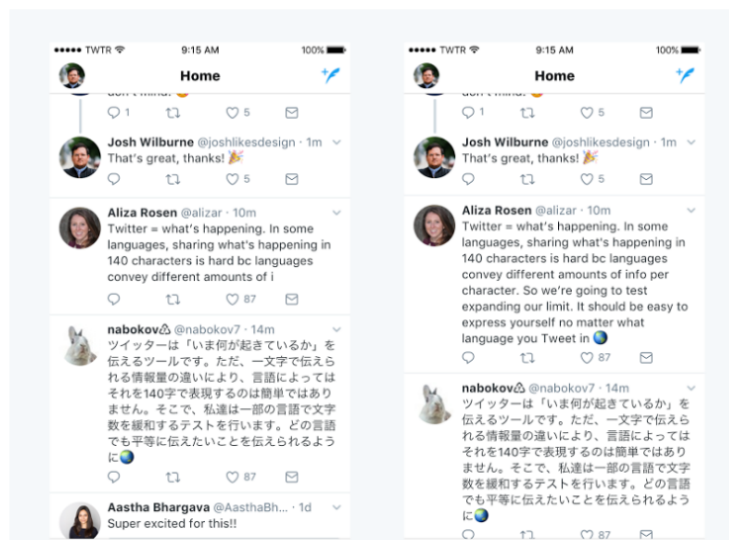 TWTR 9:15 AM 100%
Home
don't mind. 😊
1 5
Josh Wilburne @joshlikesdesign · 1m
That's great, thanks! 🎉
5
Aliza Rosen @alizar · 10m
Twitter = what's happening. In some
languages, sharing what's happening in
140 characters is hard bc languages
convey different amounts of i
87
nabokov♳ @nabokov7 · 14m
ツイッターは「いま何が起きているか」を
伝えるツールです。ただ、一文字で伝えら
れる情報量の違いにより、言語によっては
それを140字で表現するのは簡単ではあり
ません。そこで、私達は一部の言語で文字
数を緩和するテストを行います。どの言語
でも平等に伝えたいことを伝えられるよう
に🌏
87
Aastha Bhargava @AasthaBh... · 1d
Super excited for this!!
TWTR 9:15 AM 100%
Home
don't mind. 😊
1 5
Josh Wilburne @joshlikesdesign · 1m
That's great, thanks! 🎉
5
Aliza Rosen @alizar · 10m
Twitter = what's happening. In some
languages, sharing what's happening in
140 characters is hard bc languages
convey different amounts of info per
character. So we're going to test
expanding our limit. It should be easy to
express yourself no matter what
language you Tweet in 🌏
87
nabokov♳ @nabokov7 · 14m
ツイッターは「いま何が起きているか」を
伝えるツールです。ただ、一文字で伝えら
れる情報量の違いにより、言語によっては
それを140字で表現するのは簡単ではあり
ません。そこで、私達は一部の言語で文字
数を緩和するテストを行います。どの言語
でも平等に伝えたいことを伝えられるよう
に🌏
87